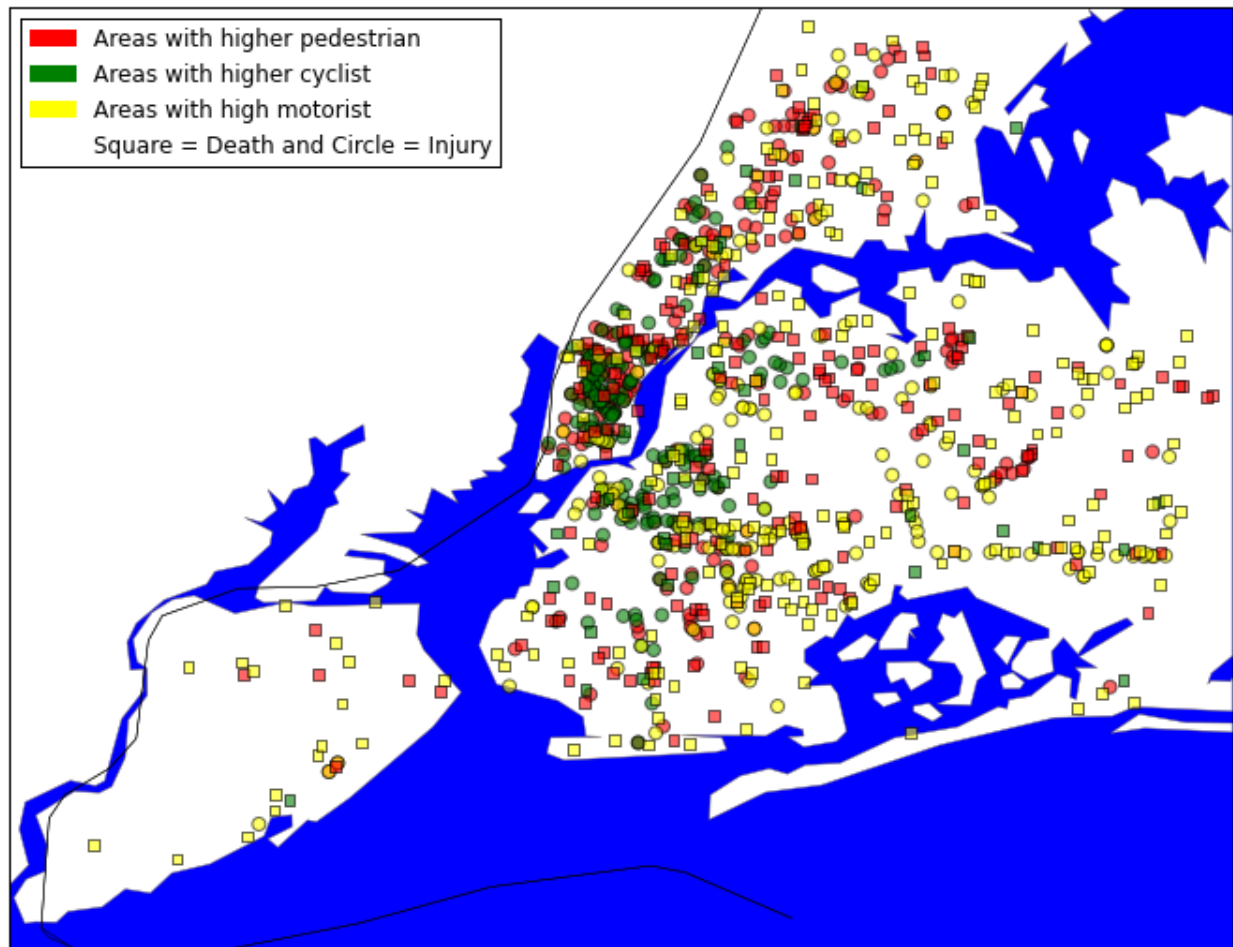 Areas with higher pedestrian
Areas with higher cyclist
Areas with high motorist
Square = Death and Circle = Injury